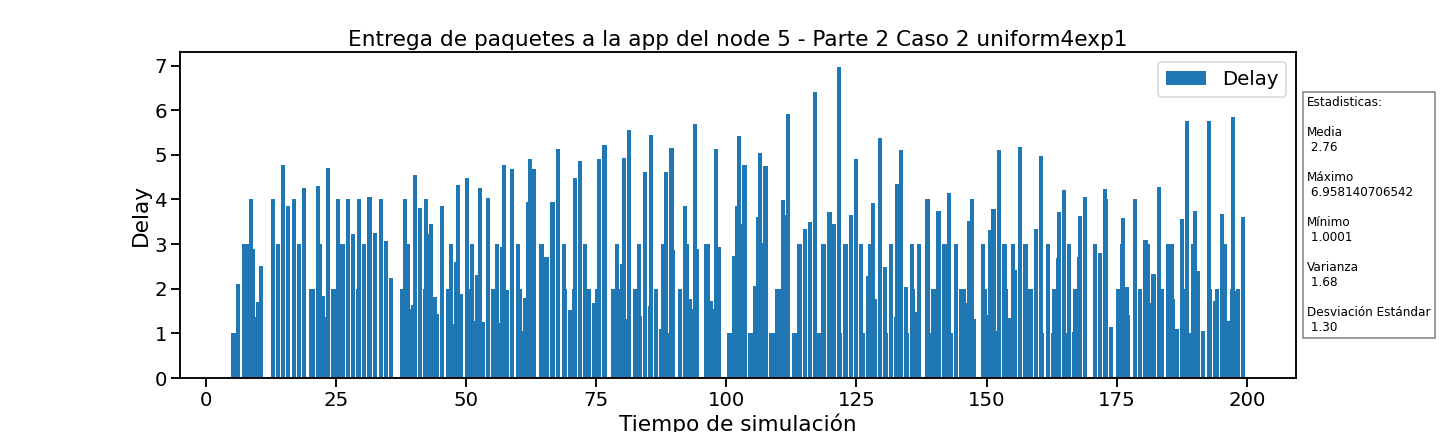 Entrega de paquetes a la app del node 5 - Parte 2 Caso 2 uniform4exp1
7
6
5
4
3
2
1
0
Delay
Delay
0 25 50 75 100 125 150 175 200
Tiempo de simulación
Estadisticas:
Media
2.76
Máximo
6.958140706542
Mínimo
1.0001
Varianza
1.68
Desviación Estándar
1.30